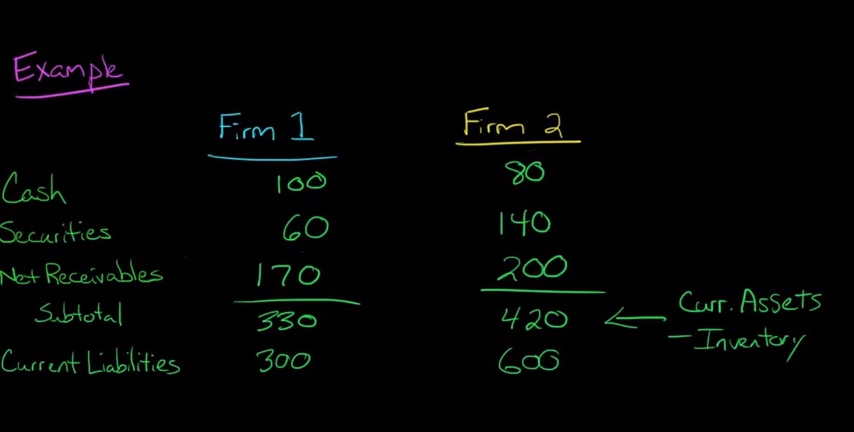 Example
Firm 1 Firm 2
Cash 100 80
Securities 60 140
Net Receivables 170 200
Subtotal 330 420 ← Curr. Assets
- Inventory
Current Liabilities 300 600